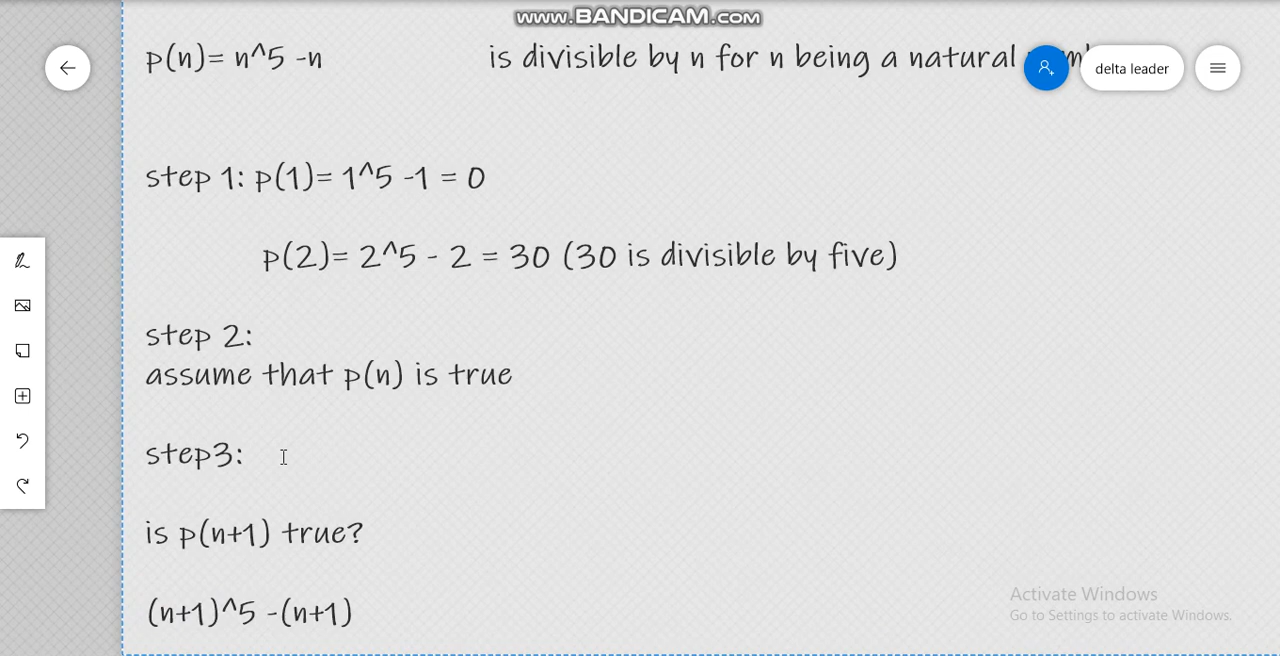 www.BANDICAM.com
p(n)= n^5 -n is divisible by n for n being a natural
delta leader
step 1: p(1)= 1^5 -1 = 0
p(2)= 2^5 - 2 = 30 (30 is divisible by five)
step 2:
assume that p(n) is true
step3:
is p(n+1) true?
(n+1)^5 -(n+1)
Activate Windows
Go to Settings to activate Windows.